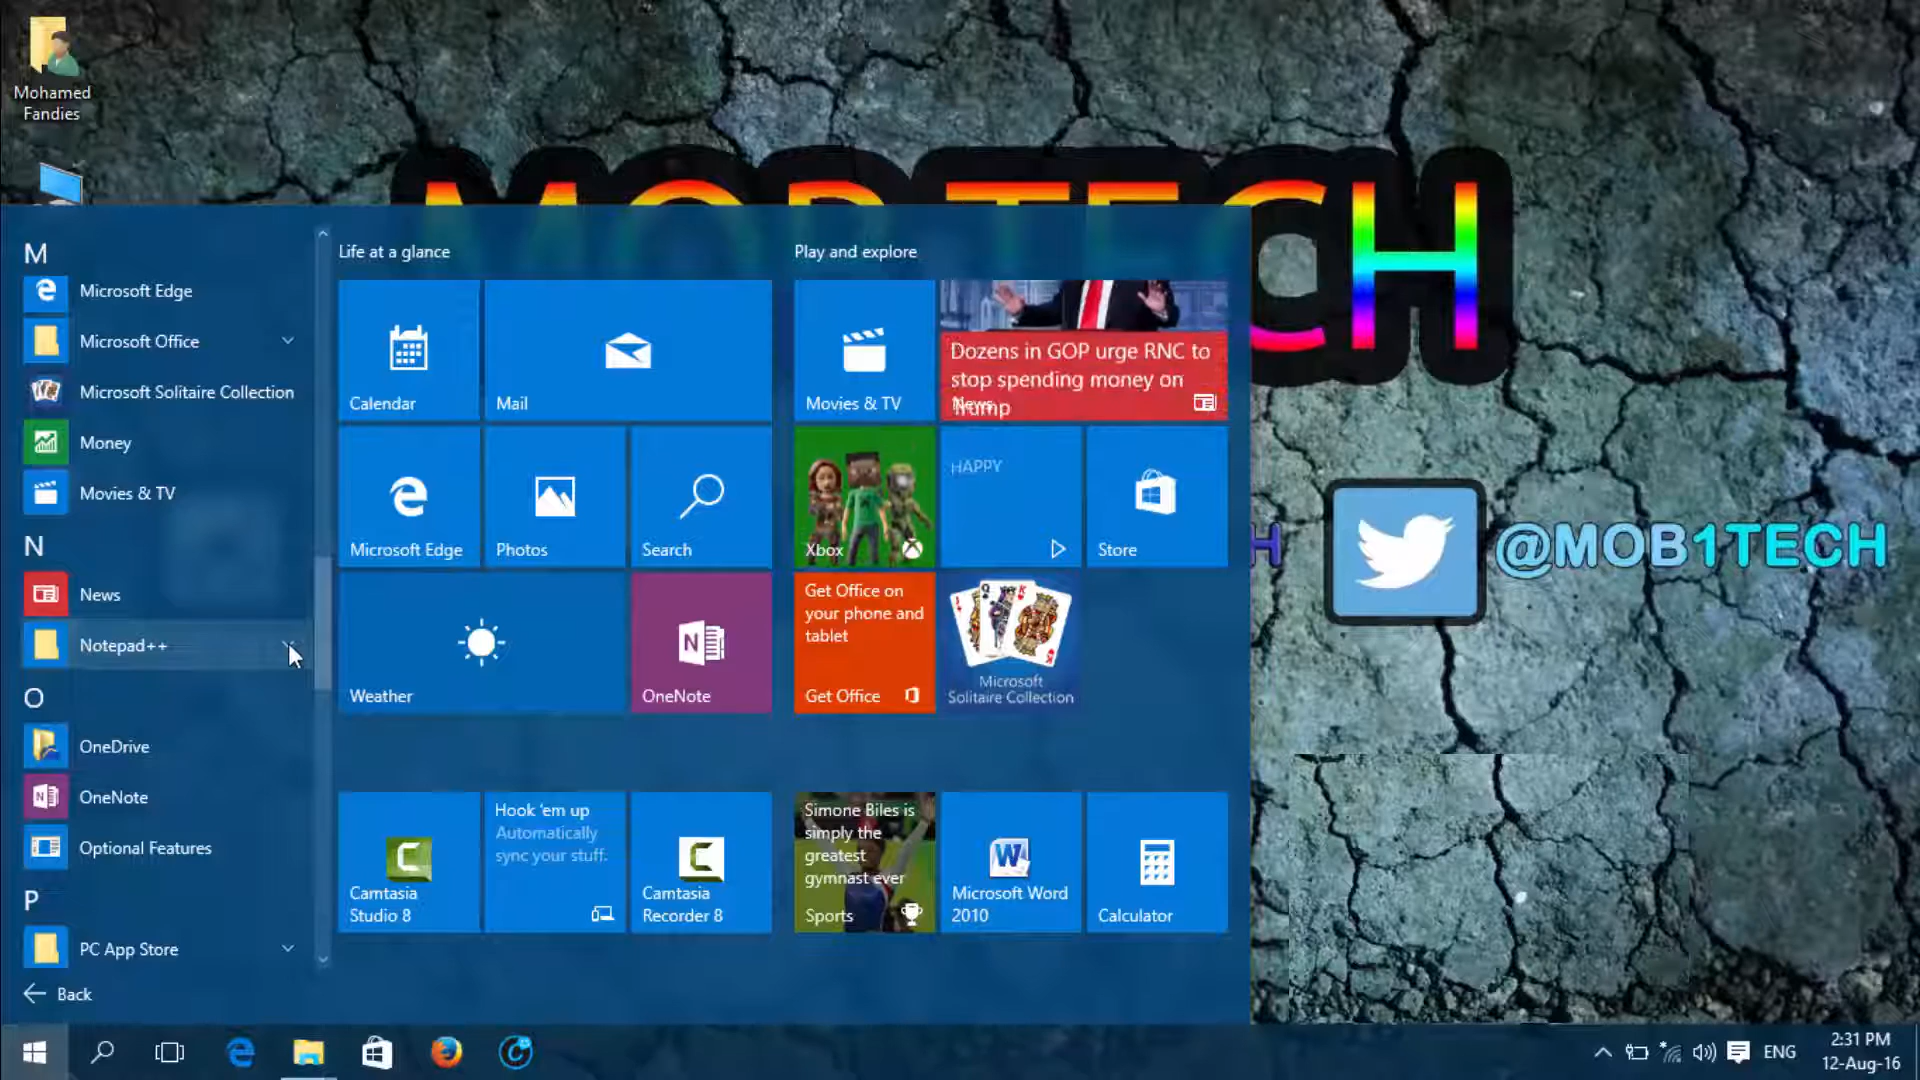 Mohamed
Fandies
M
Microsoft Edge
Microsoft Office
Microsoft Solitaire Collection
Money
Movies & TV
N
News
Notepad++
O
OneDrive
OneNote
Optional Features
P
PC App Store
Back
Life at a glance
Calendar
Mail
Microsoft Edge
Photos
Search
Weather
OneNote
Camtasia
Studio 8
Hook 'em up
Automatically
sync your stuff.
Camtasia
Recorder 8
Play and explore
Movies & TV
Dozens in GOP urge RNC to
stop spending money on
Trump
News
Xbox
HAPPY
Store
Get Office on
your phone and
tablet
Get Office
Microsoft
Solitaire Collection
Simone Biles is
simply the
greatest
gymnast ever
Sports
Microsoft Word
2010
Calculator
MOB TECH
H
@MOB1TECH
ENG
2:31 PM
12-Aug-16